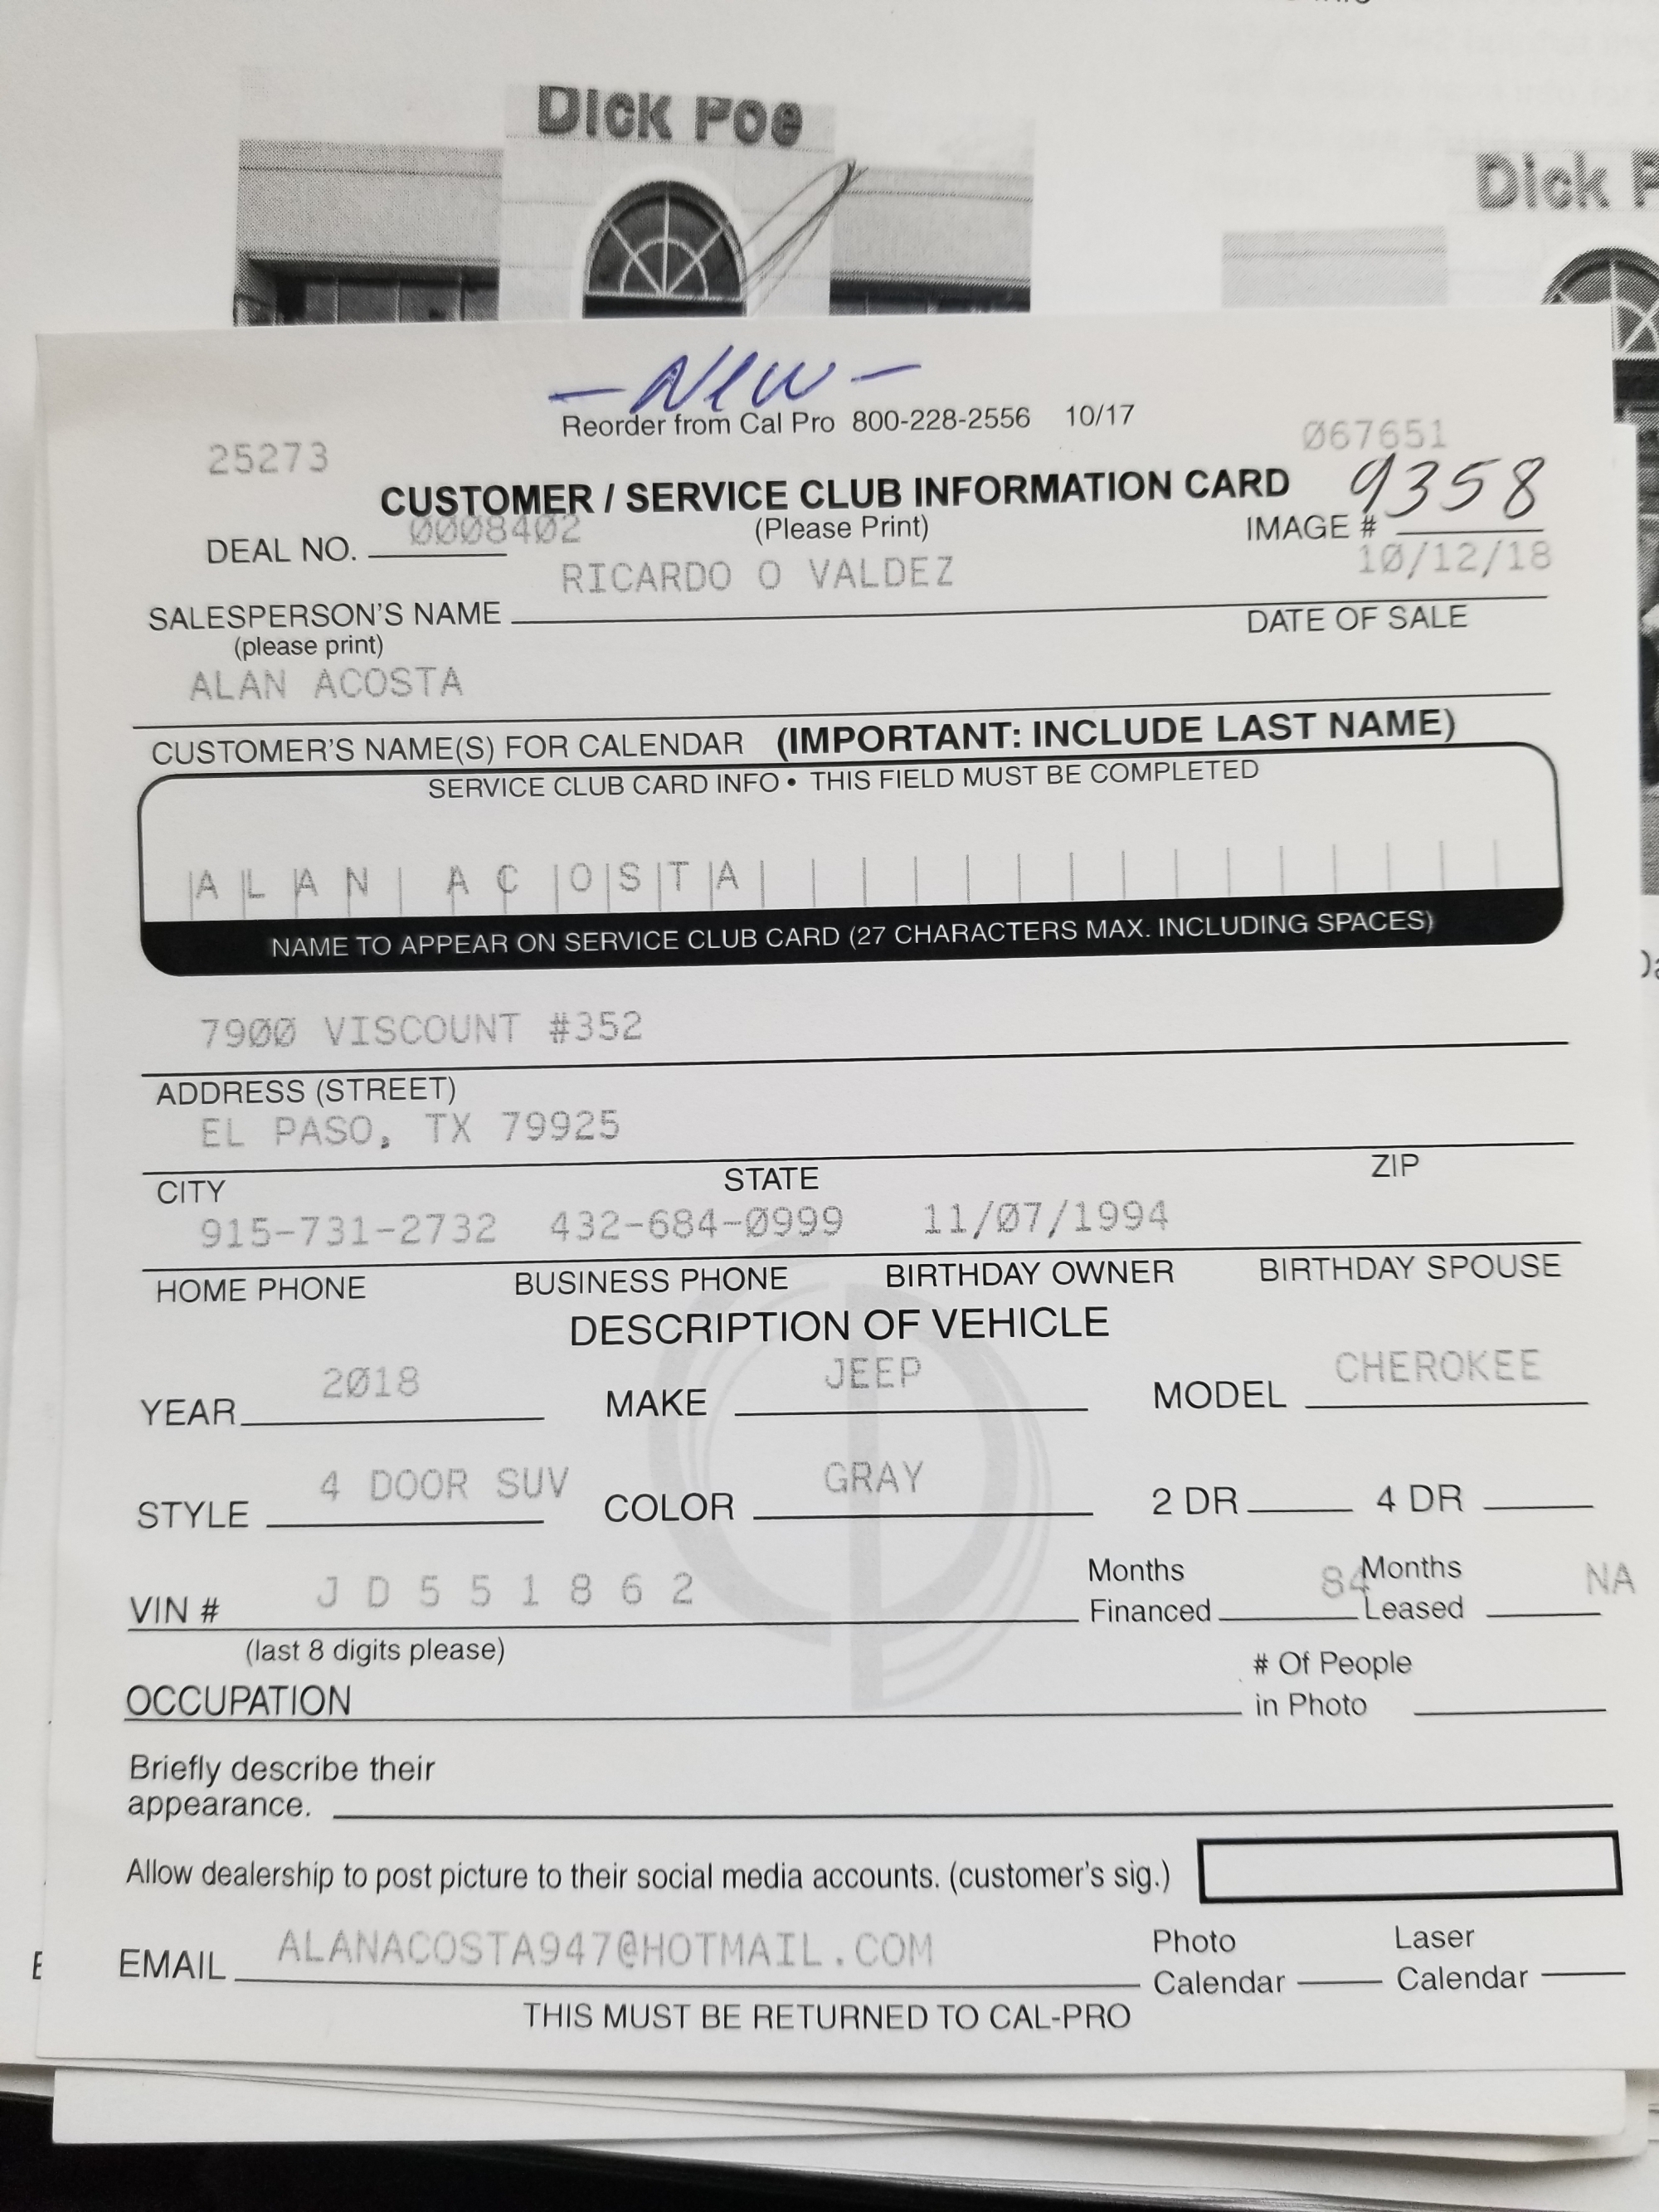 Dick Poe
Dick P
-New-
Reorder from Cal Pro 800-228-2556 10/17
25273
067651
CUSTOMER / SERVICE CLUB INFORMATION CARD
9358
(Please Print)
IMAGE #
DEAL NO. 0008402
10/12/18
SALESPERSON'S NAME RICARDO O VALDEZ
DATE OF SALE
(please print)
ALAN ACOSTA
CUSTOMER'S NAME(S) FOR CALENDAR (IMPORTANT: INCLUDE LAST NAME)
SERVICE CLUB CARD INFO • THIS FIELD MUST BE COMPLETED
ALAN ACOSTA
NAME TO APPEAR ON SERVICE CLUB CARD (27 CHARACTERS MAX. INCLUDING SPACES)
7900 VISCOUNT #352
ADDRESS (STREET)
EL PASO, TX 79925
CITY STATE ZIP
915-731-2732 432-684-0999 11/07/1994
HOME PHONE BUSINESS PHONE BIRTHDAY OWNER BIRTHDAY SPOUSE
DESCRIPTION OF VEHICLE
YEAR 2018 MAKE JEEP MODEL CHEROKEE
STYLE 4 DOOR SUV COLOR GRAY 2 DR 4 DR
VIN # J D 5 5 1 8 6 2 Months Financed 84 Months Leased NA
(last 8 digits please)
OCCUPATION # Of People in Photo
Briefly describe their
appearance.
Allow dealership to post picture to their social media accounts. (customer's sig.)
EMAIL ALANACOSTA947@HOTMAIL.COM Photo Calendar Laser Calendar
THIS MUST BE RETURNED TO CAL-PRO